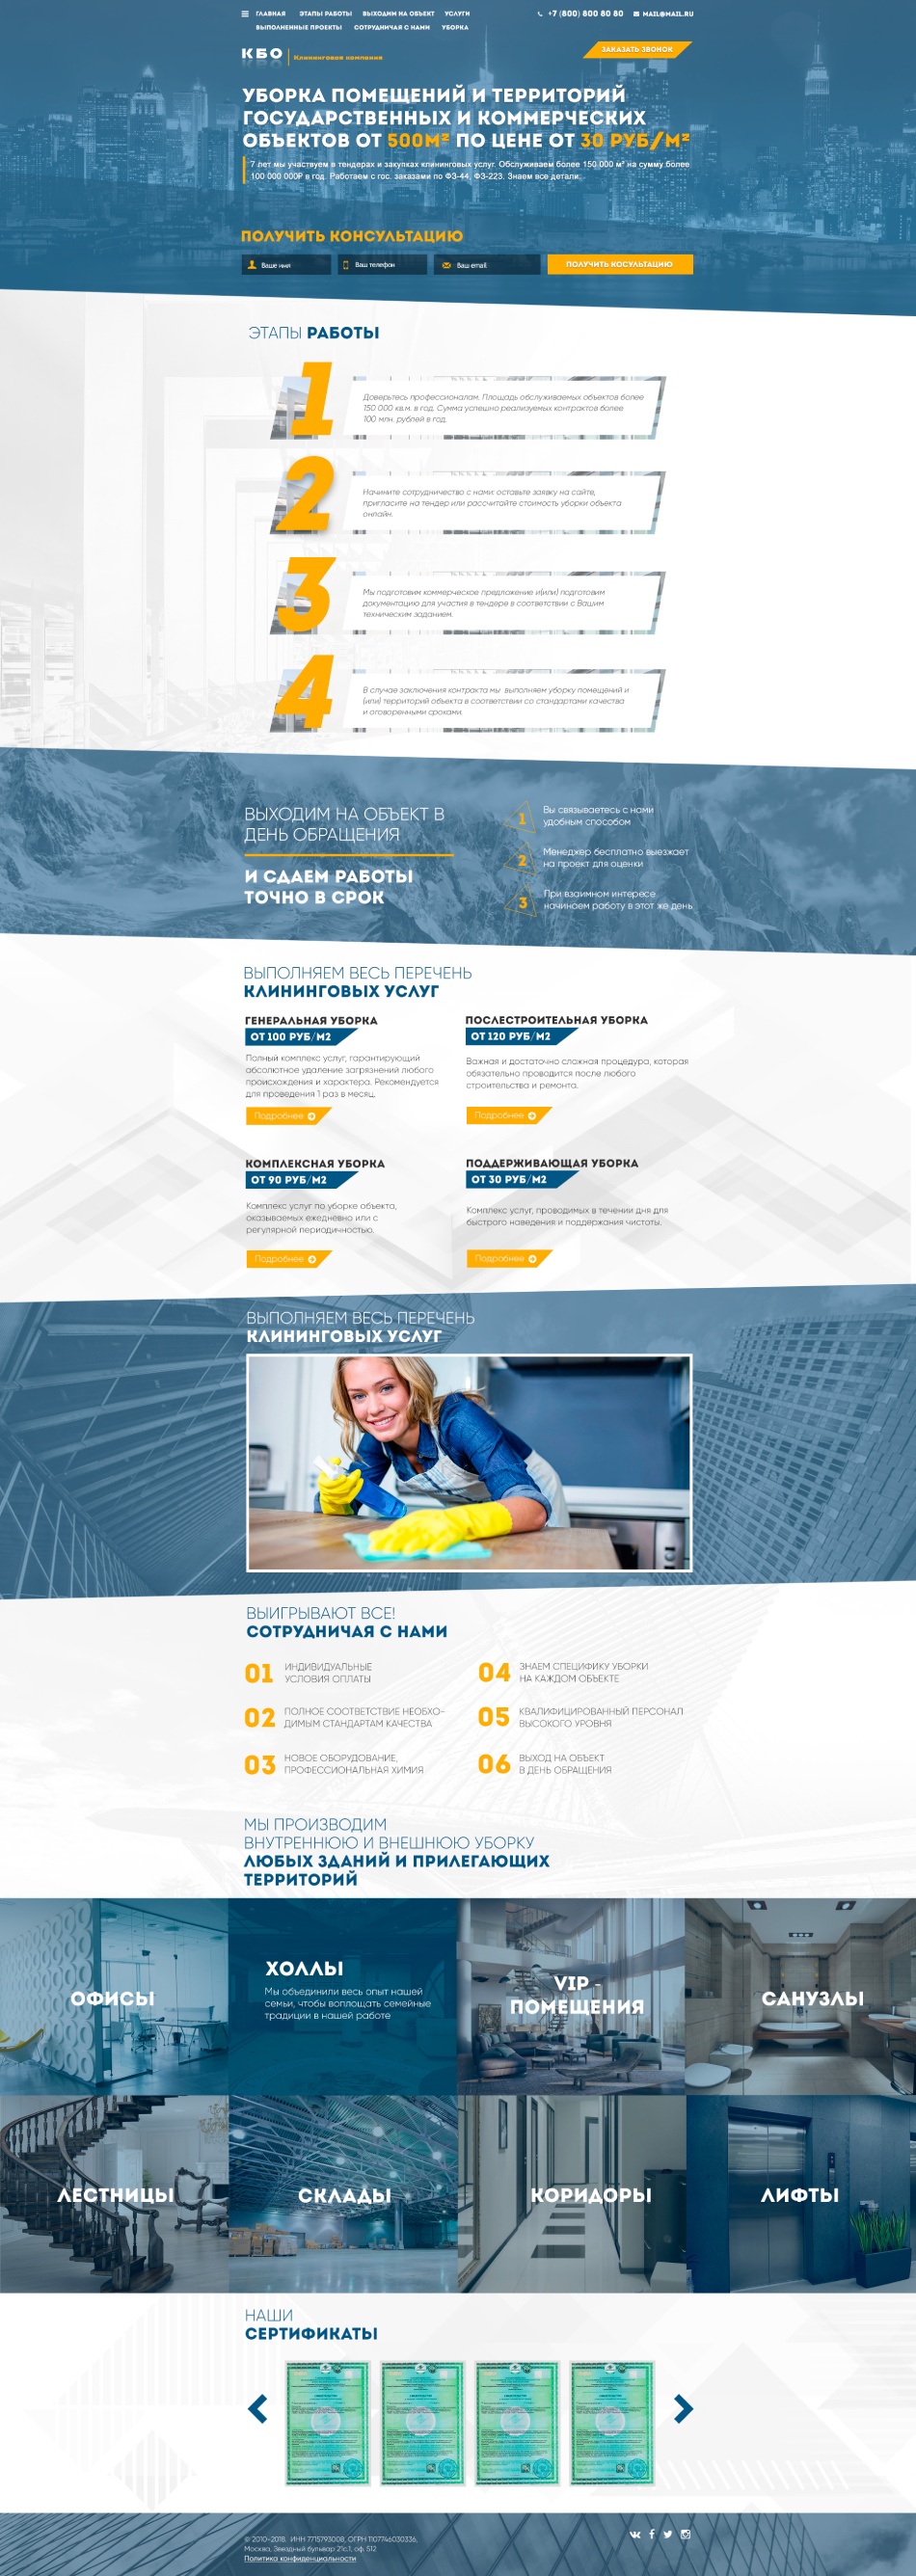 ГЛАВНАЯ ЭТАПЫ РАБОТЫ ВЫХОДИМ НА ОБЪЕКТ УСЛУГИ
ВЫПОЛНЕННЫЕ ПРОЕКТЫ СОТРУДНИЧАЯ С НАМИ УБОРКА
+7 (800) 800 80 80 MAIL@MAIL.RU
КБО Клининговая компания
ЗАКАЗАТЬ ЗВОНОК
УБОРКА ПОМЕЩЕНИЙ И ТЕРРИТОРИЙ
ГОСУДАРСТВЕННЫХ И КОММЕРЧЕСКИХ
ОБЪЕКТОВ ОТ 500М² ПО ЦЕНЕ ОТ 30 РУБ/М²
7 лет мы участвуем в тендерах и закупках клининговых услуг. Обслуживаем более 150 000 м² на сумму более
100 000 000₽ в год. Работаем с гос. заказами по ФЗ-44, ФЗ-223. Знаем все детали.
ПОЛУЧИТЬ КОНСУЛЬТАЦИЮ
Ваше имя Ваш телефон Ваш email ПОЛУЧИТЬ КОСУЛЬТАЦИЮ
ЭТАПЫ РАБОТЫ
1
Доверьтесь профессионалам. Площадь обслуживаемых объектов более
150 000 кв.м. в год. Сумма успешно реализуемых контрактов более
100 млн. рублей в год.
2
Начните сотрудничество с нами: оставьте заявку на сайте,
пригласите на тендер или рассчитайте стоимость уборки объекта
онлайн.
3
Мы подготовим коммерческое предложение и(или) подготовим
документацию для участия в тендере в соответствии с Вашим
техническим заданием.
4
В случае заключения контракта мы выполняем уборку помещений и
(или) территорий объекта в соответствии со стандартами качества
и оговоренными сроками.
ВЫХОДИМ НА ОБЪЕКТ В
ДЕНЬ ОБРАЩЕНИЯ
И СДАЕМ РАБОТЫ
ТОЧНО В СРОК
1 Вы связываетесь с нами
удобным способом
2 Менеджер бесплатно выезжает
на проект для оценки
3 При взаимном интересе
начинаем работу в этот же день
ВЫПОЛНЯЕМ ВЕСЬ ПЕРЕЧЕНЬ
КЛИНИНГОВЫХ УСЛУГ
ГЕНЕРАЛЬНАЯ УБОРКА
ОТ 100 РУБ/М2
Полный комплекс услуг, гарантирующий
абсолютное удаление загрязнений любого
происхождения и характера. Рекомендуется
для проведения 1 раз в месяц.
Подробнее
ПОСЛЕСТРОИТЕЛЬНАЯ УБОРКА
ОТ 120 РУБ/М2
Важная и достаточно сложная процедура, которая
обязательно проводится после любого
строительства и ремонта.
Подробнее
КОМПЛЕКСНАЯ УБОРКА
ОТ 90 РУБ/М2
Комплекс услуг по уборке объекта,
оказываемых ежедневно или с
регулярной периодичностью.
Подробнее
ПОДДЕРЖИВАЮЩАЯ УБОРКА
ОТ 30 РУБ/М2
Комплекс услуг, проводимых в течении дня для
быстрого наведения и поддержания чистоты.
Подробнее
ВЫПОЛНЯЕМ ВЕСЬ ПЕРЕЧЕНЬ
КЛИНИНГОВЫХ УСЛУГ
ВЫИГРЫВАЮТ ВСЕ!
СОТРУДНИЧАЯ С НАМИ
01 ИНДИВИДУАЛЬНЫЕ
УСЛОВИЯ ОПЛАТЫ
02 ПОЛНОЕ СООТВЕТСТВИЕ НЕОБХО-
ДИМЫМ СТАНДАРТАМ КАЧЕСТВА
03 НОВОЕ ОБОРУДОВАНИЕ,
ПРОФЕССИОНАЛЬНАЯ ХИМИЯ
04 ЗНАЕМ СПЕЦИФИКУ УБОРКИ
НА КАЖДОМ ОБЪЕКТЕ
05 КВАЛИФИЦИРОВАННЫЙ ПЕРСОНАЛ
ВЫСОКОГО УРОВНЯ
06 ВЫХОД НА ОБЪЕКТ
В ДЕНЬ ОБРАЩЕНИЯ
МЫ ПРОИЗВОДИМ
ВНУТРЕННЮЮ И ВНЕШНЮЮ УБОРКУ
ЛЮБЫХ ЗДАНИЙ И ПРИЛЕГАЮЩИХ
ТЕРРИТОРИЙ
ОФИСЫ
ХОЛЛЫ
Мы объединили весь опыт нашей
семьи, чтобы воплощать семейные
традиции в нашей работе
VIP -
ПОМЕЩЕНИЯ
САНУЗЛЫ
ЛЕСТНИЦЫ
СКЛАДЫ
КОРИДОРЫ
ЛИФТЫ
НАШИ
СЕРТИФИКАТЫ
© 2010-2018. ИНН 7715793008, ОГРН 1107746030336,
Москва, Звездный бульвар 21с.1, оф. 512
Политика конфиденциальности